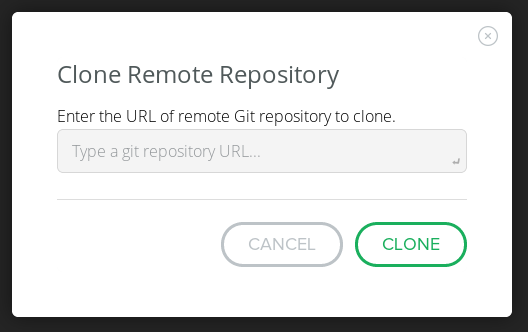 Clone Remote Repository
Enter the URL of remote Git repository to clone.
Type a git repository URL...
CANCEL
CLONE